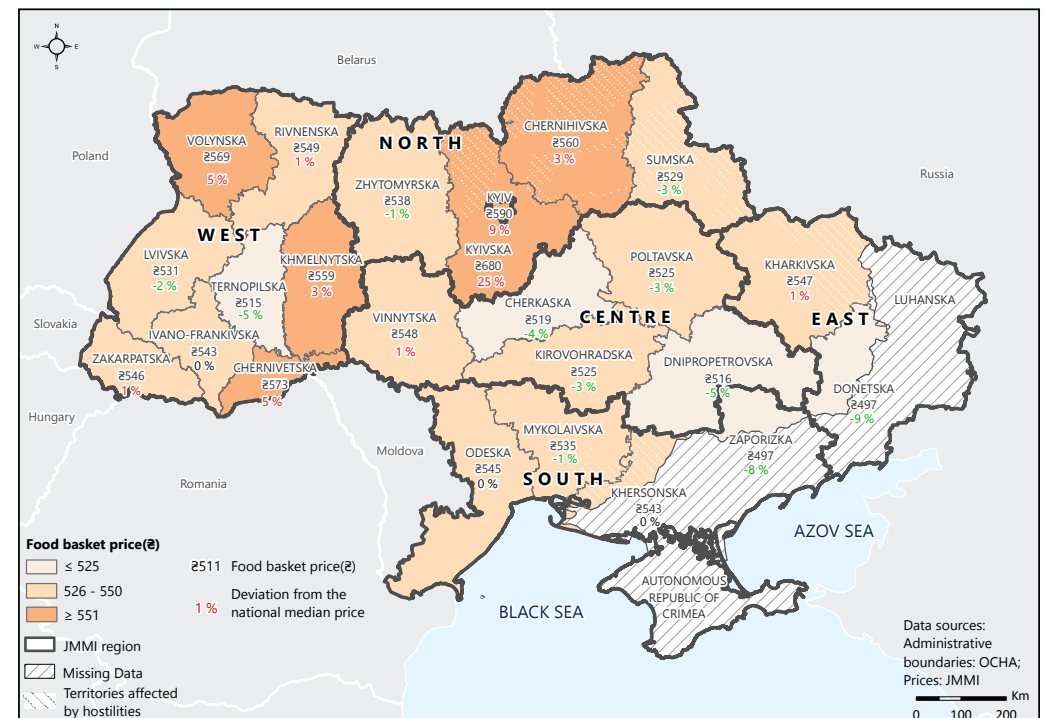 N
W E
S
Belarus
Poland
Russia
Slovakia
Hungary
Romania
Moldova
NORTH
WEST
CENTRE
EAST
SOUTH
VOLYNSKA
₴569
5 %
RIVNENSKA
₴549
1 %
ZHYTOMYRSKA
₴538
-1 %
KYIV
₴590
9 %
KYIVSKA
₴680
25 %
CHERNIHIVSKA
₴560
3 %
SUMSKA
₴529
-3 %
LVIVSKA
₴531
-2 %
TERNOPILSKA
₴515
-5 %
KHMELNYTSKA
₴559
3 %
IVANO-FRANKIVSKA
₴543
0 %
ZAKARPATSKA
₴546
1 %
CHERNIVETSKA
₴573
5 %
VINNYTSKA
₴548
1 %
CHERKASKA
₴519
-4 %
POLTAVSKA
₴525
-3 %
KIROVOHRADSKA
₴525
-3 %
DNIPROPETROVSKA
₴516
-5 %
KHARKIVSKA
₴547
1 %
LUHANSKA
DONETSKA
₴497
-9 %
ZAPORIZKA
₴497
-8 %
ODESKA
₴545
0 %
MYKOLAIVSKA
₴535
-1 %
KHERSONSKA
₴543
0 %
AUTONOMOUS
REPUBLIC OF
CRIMEA
AZOV SEA
BLACK SEA
Food basket price(₴)
≤ 525
526 - 550
≥ 551
JMMI region
Missing Data
Territories affected
by hostilities
₴511 Food basket price(₴)
1 % Deviation from the
national median price
Data sources:
Administrative
boundaries: OCHA;
Prices: JMMI
Km
0 100 200